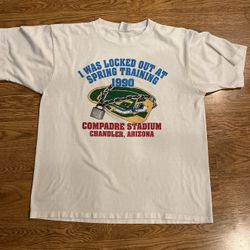 I WAS LOCKED OUT AT
SPRING TRAINING
1990
COMPADRE STADIUM
CHANDLER, ARIZONA